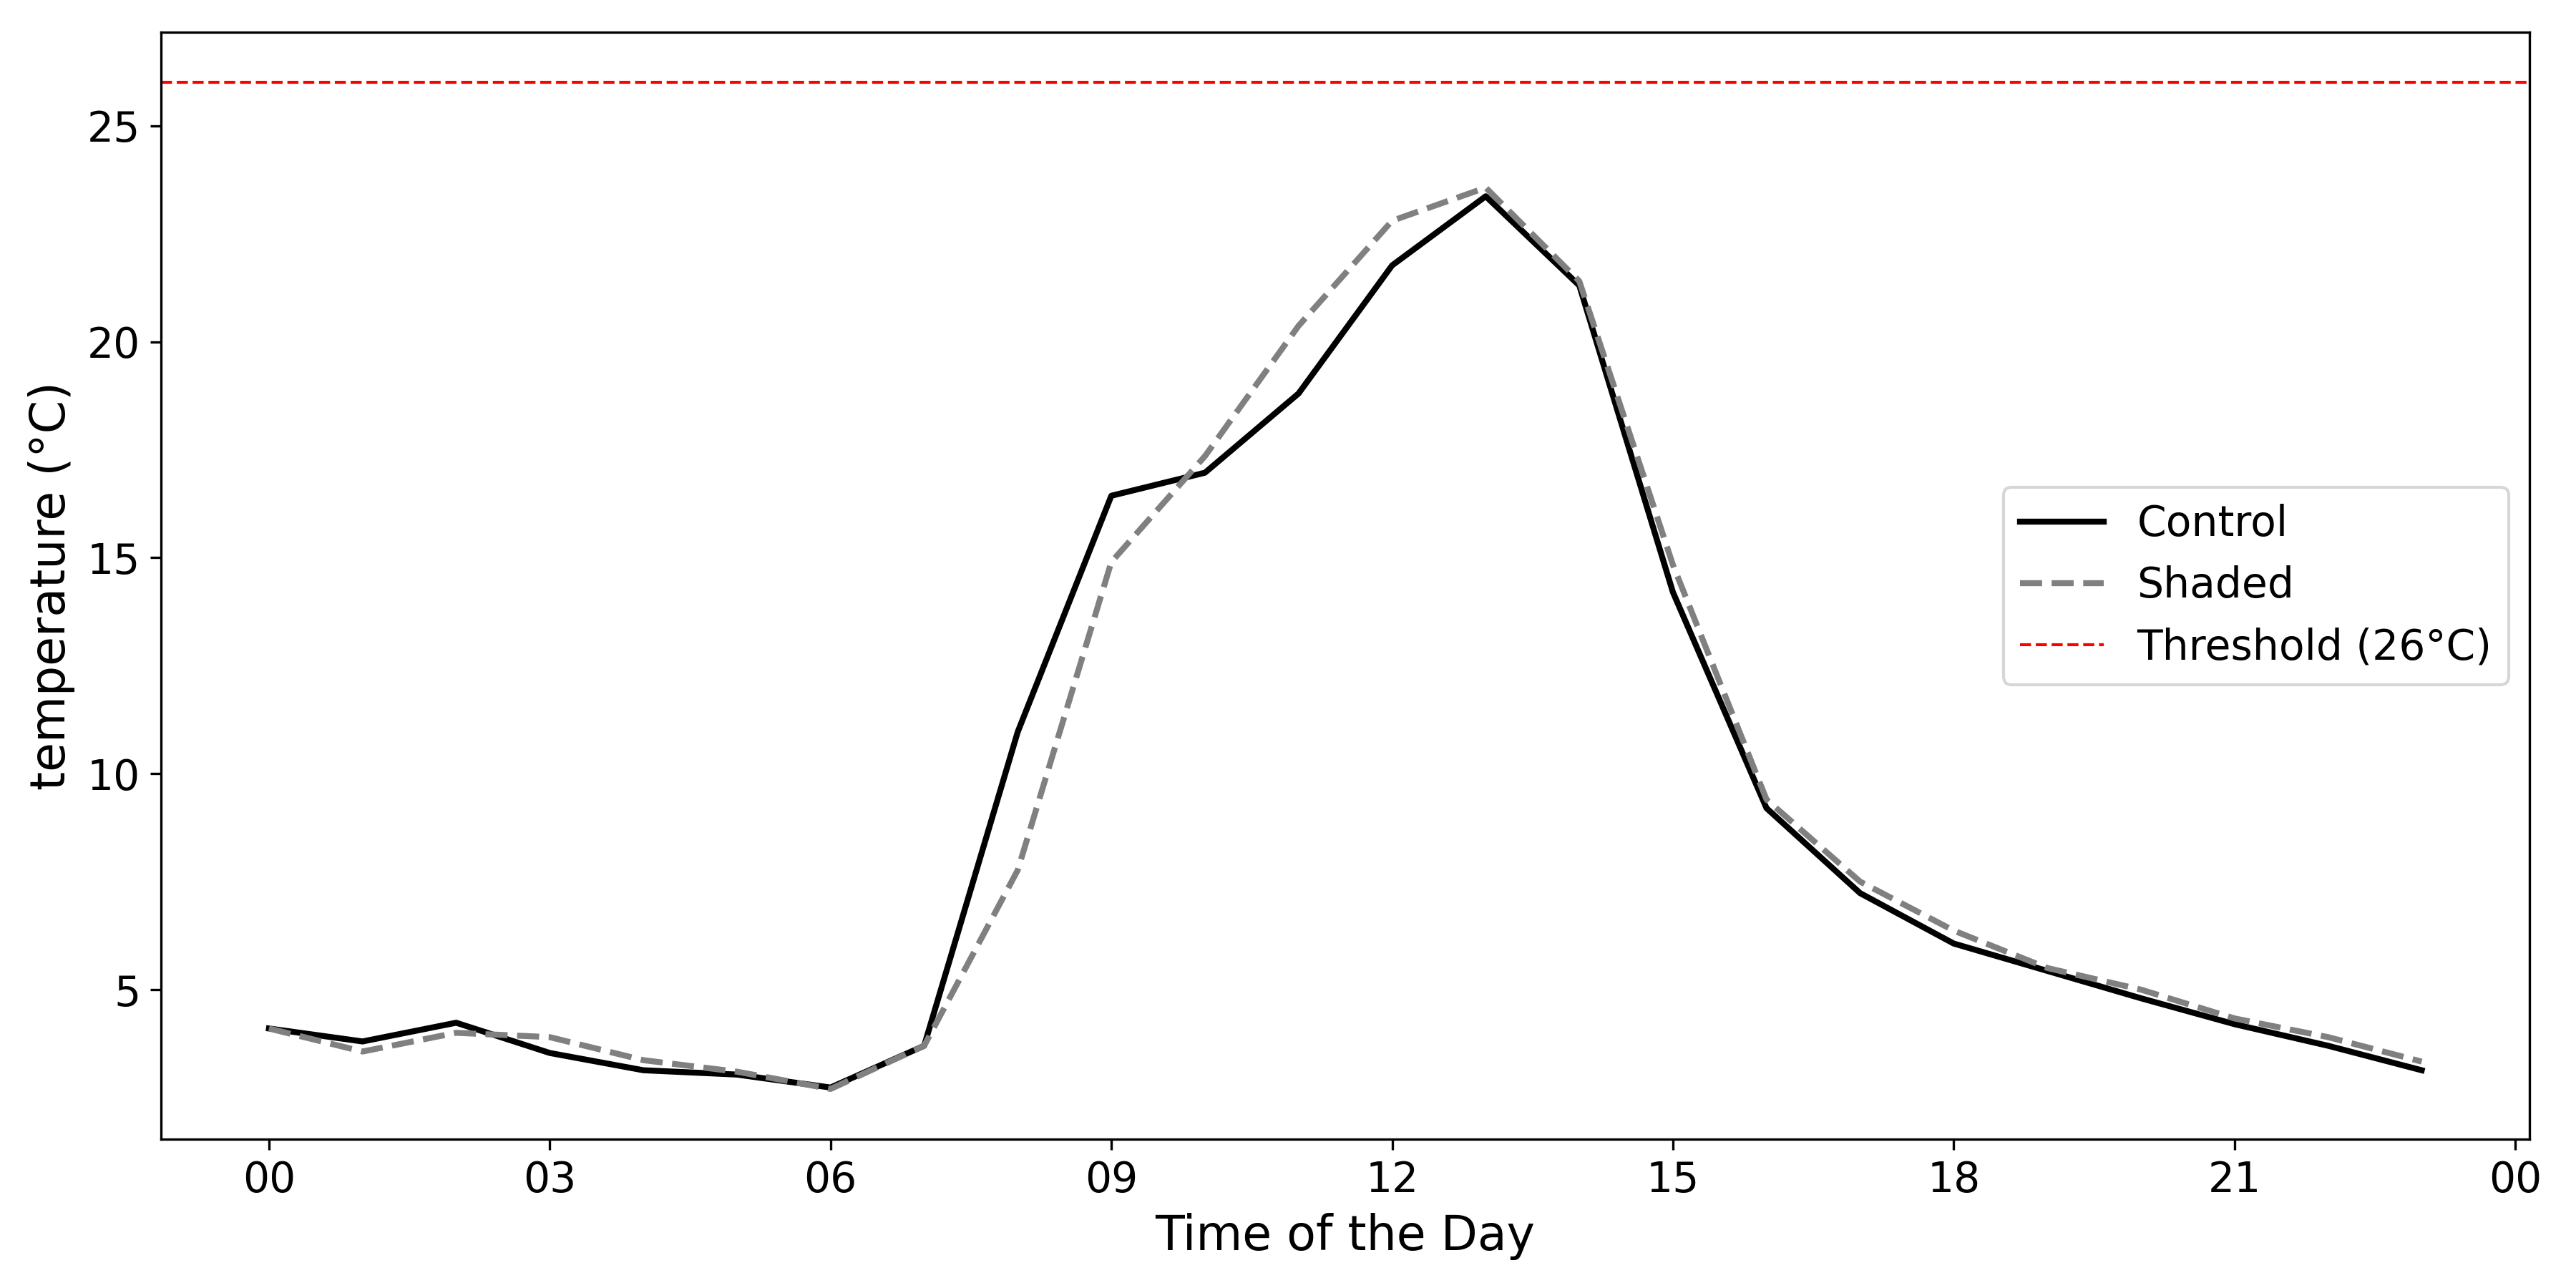 25
20
15
10
5
temperature (°C)
Control
Shaded
Threshold (26°C)
00 03 06 09 12 15 18 21 00
Time of the Day